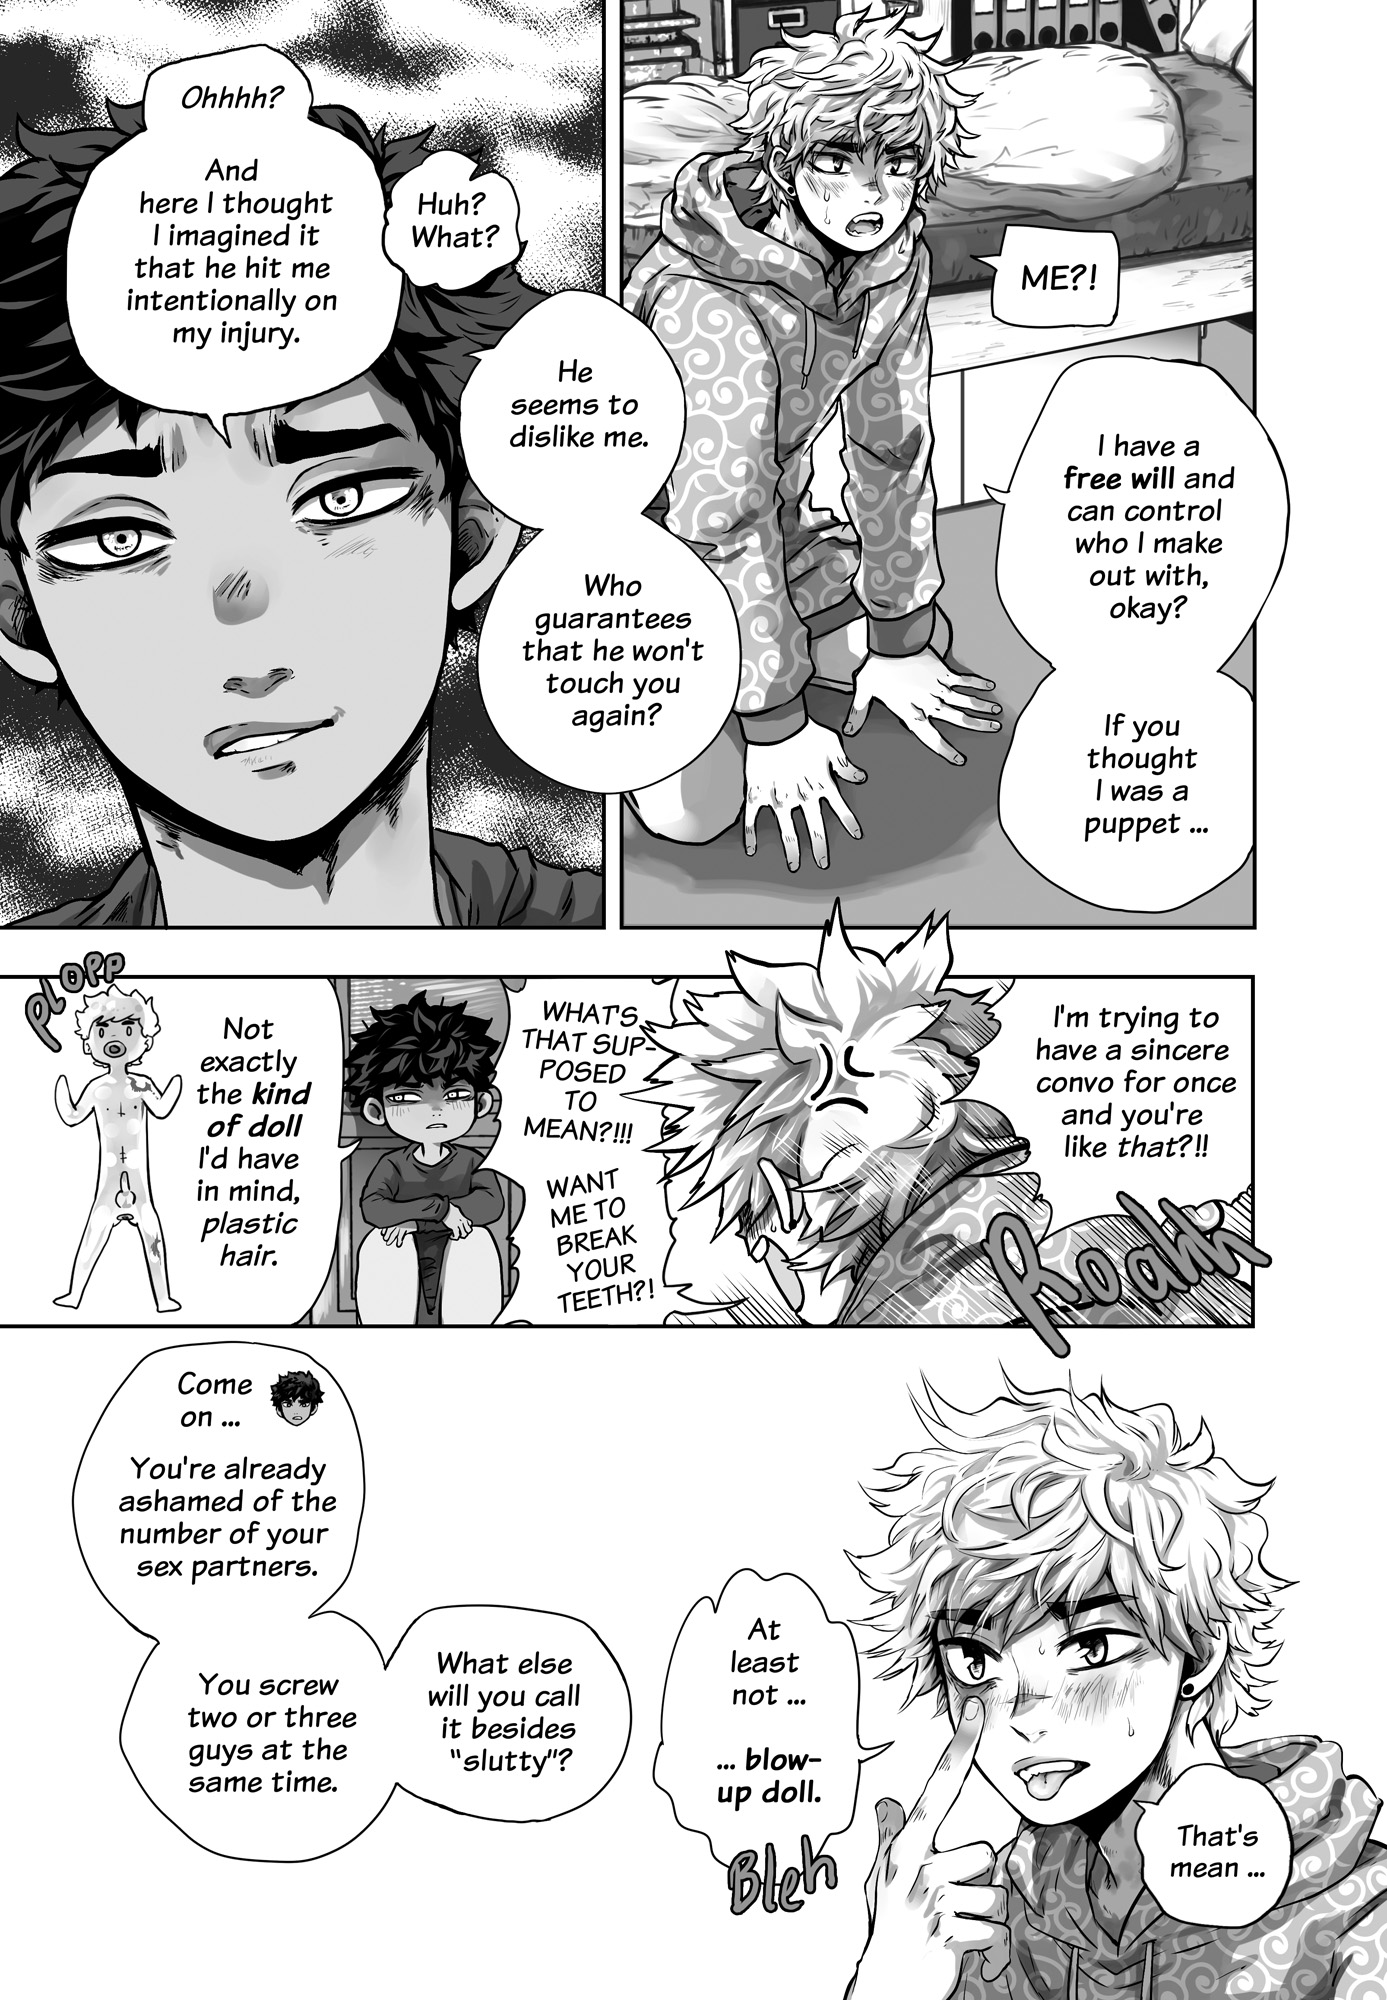 Ohhhh?
And
here I thought
I imagined it
that he hit me
intentionally on
my injury.
Huh?
What?
He
seems to
dislike me.
Who
guarantees
that he won't
touch you
again?
ME?!
I have a
free will and
can control
who I make
out with,
okay?
If you
thought
I was a
puppet ...
PLOPP
Not
exactly
the kind
of doll
I'd have
in mind,
plastic
hair.
WHAT'S
THAT SUP-
POSED
TO
MEAN?!!!
WANT
ME TO
BREAK
YOUR
TEETH?!
I'm trying to
have a sincere
convo for once
and you're
like that?!!
Roahh
Come
on ...
You're already
ashamed of the
number of your
sex partners.
You screw
two or three
guys at the
same time.
What else
will you call
it besides
"slutty"?
At
least
not ...
... blow-
up doll.
Bleh
That's
mean ...